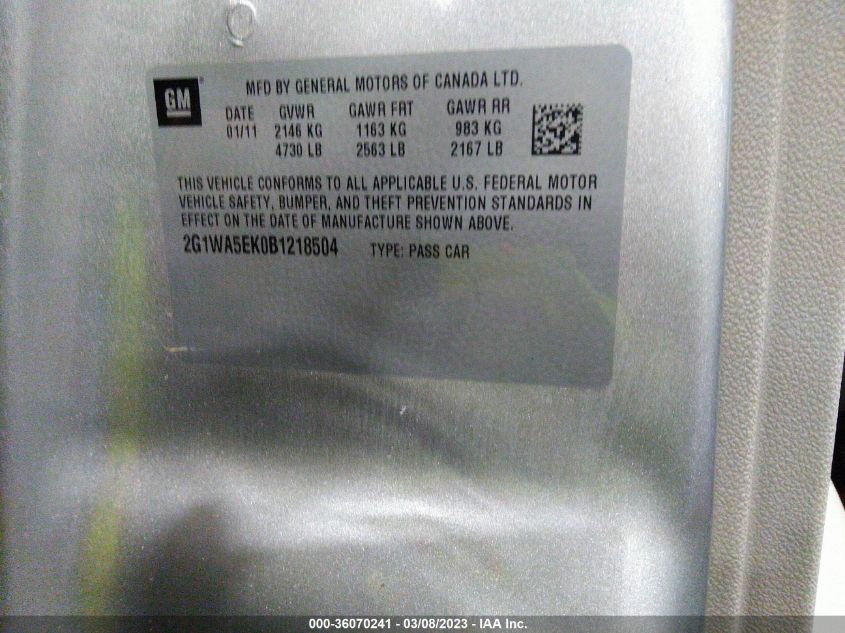 GM
MFD BY GENERAL MOTORS OF CANADA LTD.
DATE GVWR GAWR FRT GAWR RR
01/11 2146 KG 1163 KG 983 KG
4730 LB 2563 LB 2167 LB
THIS VEHICLE CONFORMS TO ALL APPLICABLE U.S. FEDERAL MOTOR
VEHICLE SAFETY, BUMPER, AND THEFT PREVENTION STANDARDS IN
EFFECT ON THE DATE OF MANUFACTURE SHOWN ABOVE.
2G1WA5EK0B1218504 TYPE: PASS CAR
000-36070241 - 03/08/2023 - IAA Inc.